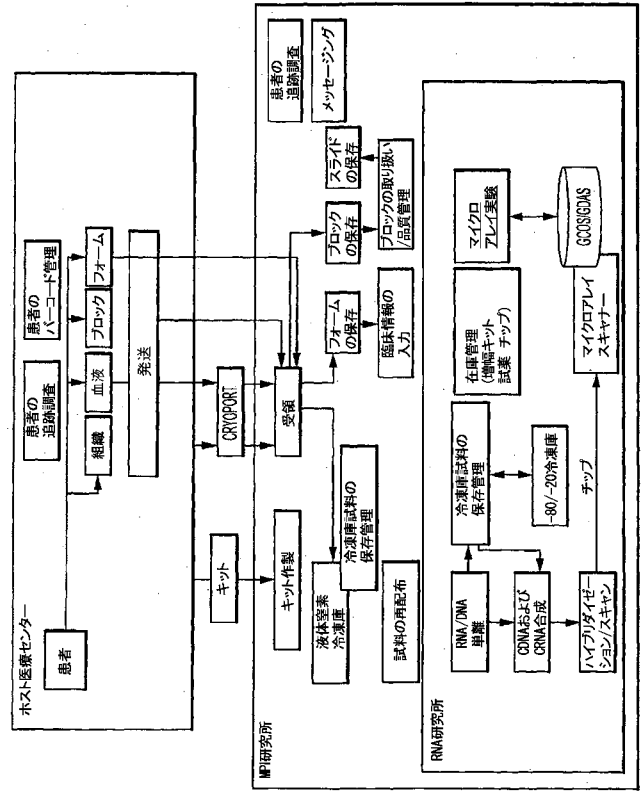 ホスト医療センター
患者
患者の
追跡調査
患者の
バーコード管理
組織
血液
ブロック
フォーム
発送
キット
CRYOPORT
MPI研究所
キット作製
受領
患者の
追跡調査
メッセージング
液体窒素
冷凍庫
冷凍庫試料の
保存管理
フォーム
の保存
ブロック
の保存
スライド
の保存
臨床情報の
入力
ブロックの取り扱い
/品質管理
試料の再配布
RNA研究所
RNA/DNA
単離
冷凍庫試料の
保存管理
在庫管理
(増幅キット
試薬 チップ)
マイクロ
アレイ実験
CDNAおよび
CRNA合成
-80/-20冷凍庫
GCOS/GDAS
ハイブリダイゼー
ション/スキャン
チップ
マイクロアレイ
スキャナー